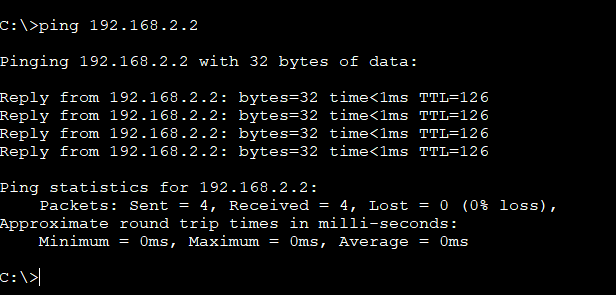 C:\>ping 192.168.2.2
Pinging 192.168.2.2 with 32 bytes of data:
Reply from 192.168.2.2: bytes=32 time<1ms TTL=126
Reply from 192.168.2.2: bytes=32 time<1ms TTL=126
Reply from 192.168.2.2: bytes=32 time<1ms TTL=126
Reply from 192.168.2.2: bytes=32 time<1ms TTL=126
Ping statistics for 192.168.2.2:
    Packets: Sent = 4, Received = 4, Lost = 0 (0% loss),
Approximate round trip times in milli-seconds:
    Minimum = 0ms, Maximum = 0ms, Average = 0ms
C:\>